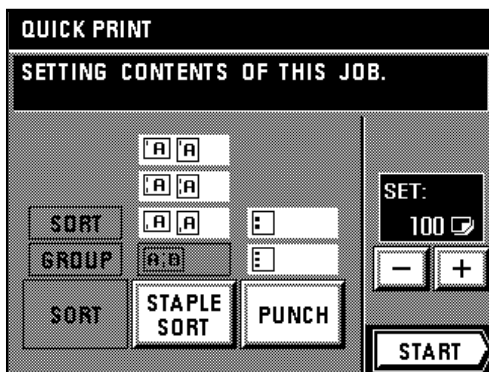 QUICK PRINT
SETTING CONTENTS OF THIS JOB.
A A
A A
SORT A A
GROUP A B
SORT
STAPLE
SORT
PUNCH
SET:
100
- +
START